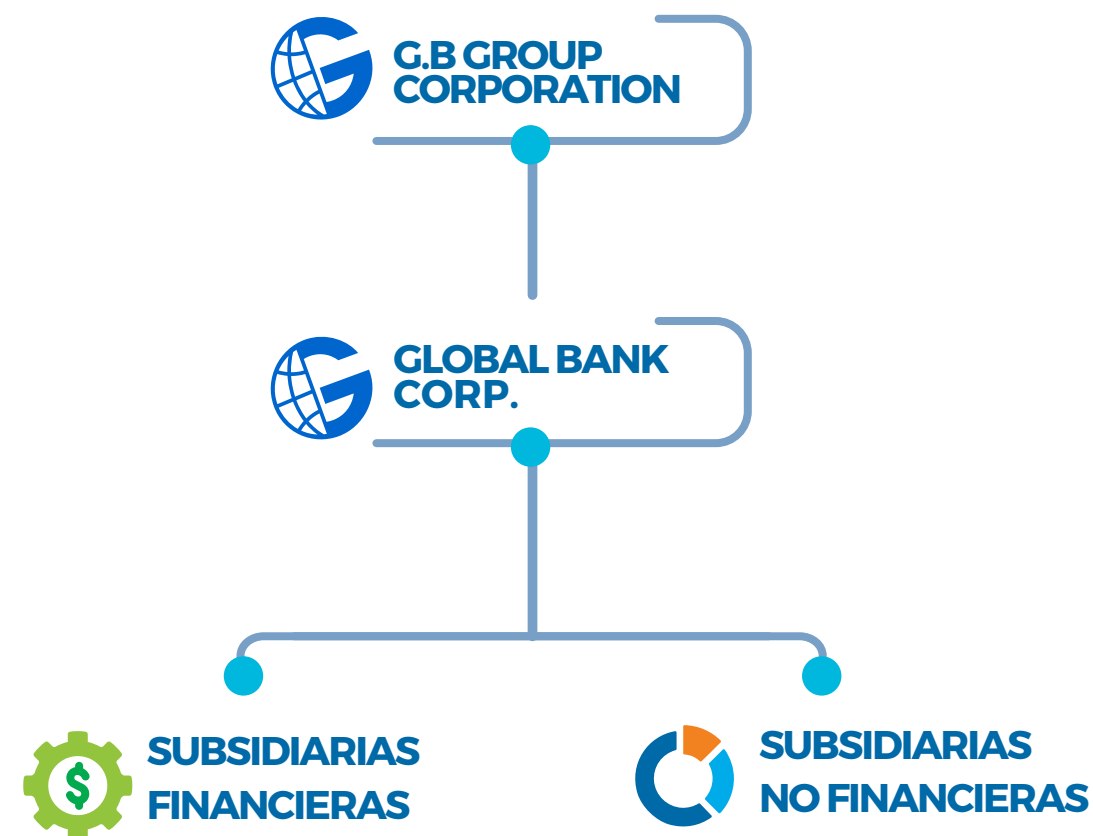 G.B GROUP
CORPORATION
GLOBAL BANK
CORP.
$
SUBSIDIARIAS
FINANCIERAS
SUBSIDIARIAS
NO FINANCIERAS